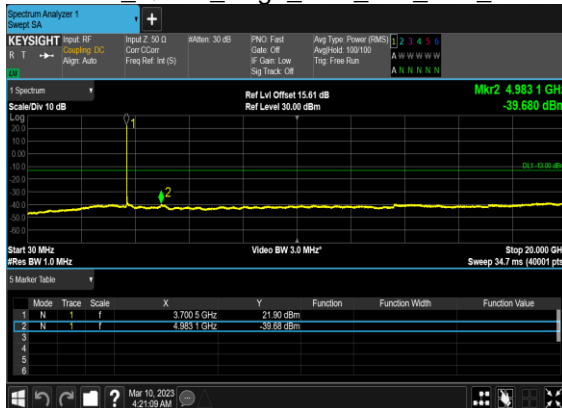 Spectrum Analyzer 1
Swept SA
+
KEYSIGHT Input: RF Input Z: 50 Ω #Atten: 30 dB PNO: Fast Avg Type: Power (RMS) 1 2 3 4 5 6
R T Coupling: DC Corr CCorr Gate: Off Avg|Hold: 100/100 A W W W W W
Align: Auto Freq Ref: Int (S) IF Gain: Low Trig: Free Run
Sig Track: Off A N N N N N
1 Spectrum Ref Lvl Offset 15.61 dB Mkr2 4.983 1 GHz
Scale/Div 10 dB Ref Level 30.00 dBm -39.680 dBm
Log
1
20.0
10.0
0.00
-10.0
DL1 -13.00 dBm
-20.0
-30.0
2
-40.0
-50.0
-60.0
Start 30 MHz Video BW 3.0 MHz* Stop 20.000 GHz
#Res BW 1.0 MHz Sweep 34.7 ms (40001 pts)
5 Marker Table
Mode Trace Scale X Y Function Function Width Function Value
1 N 1 f 3.700 5 GHz 21.90 dBm
2 N 1 f 4.983 1 GHz -39.68 dBm
3
4
5
6
? Mar 10, 2023
4:21:09 AM